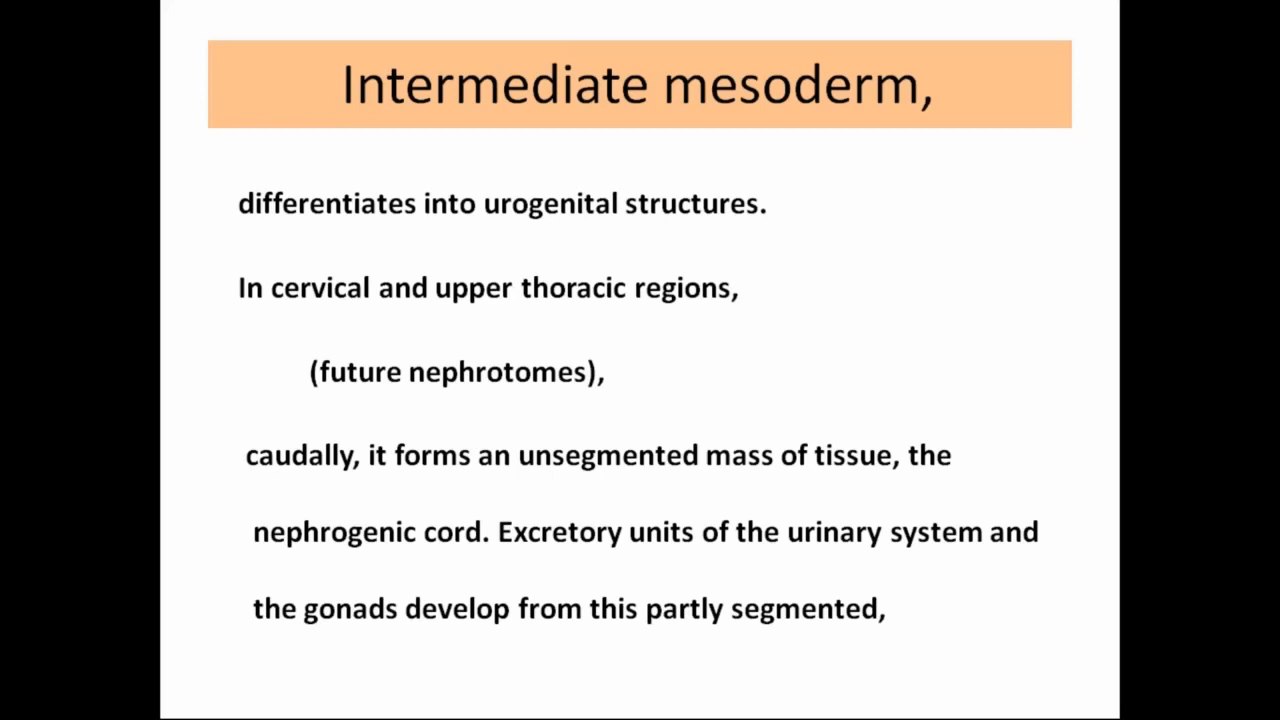 Intermediate mesoderm,
differentiates into urogenital structures.
In cervical and upper thoracic regions,
(future nephrotomes),
caudally, it forms an unsegmented mass of tissue, the
nephrogenic cord. Excretory units of the urinary system and
the gonads develop from this partly segmented,